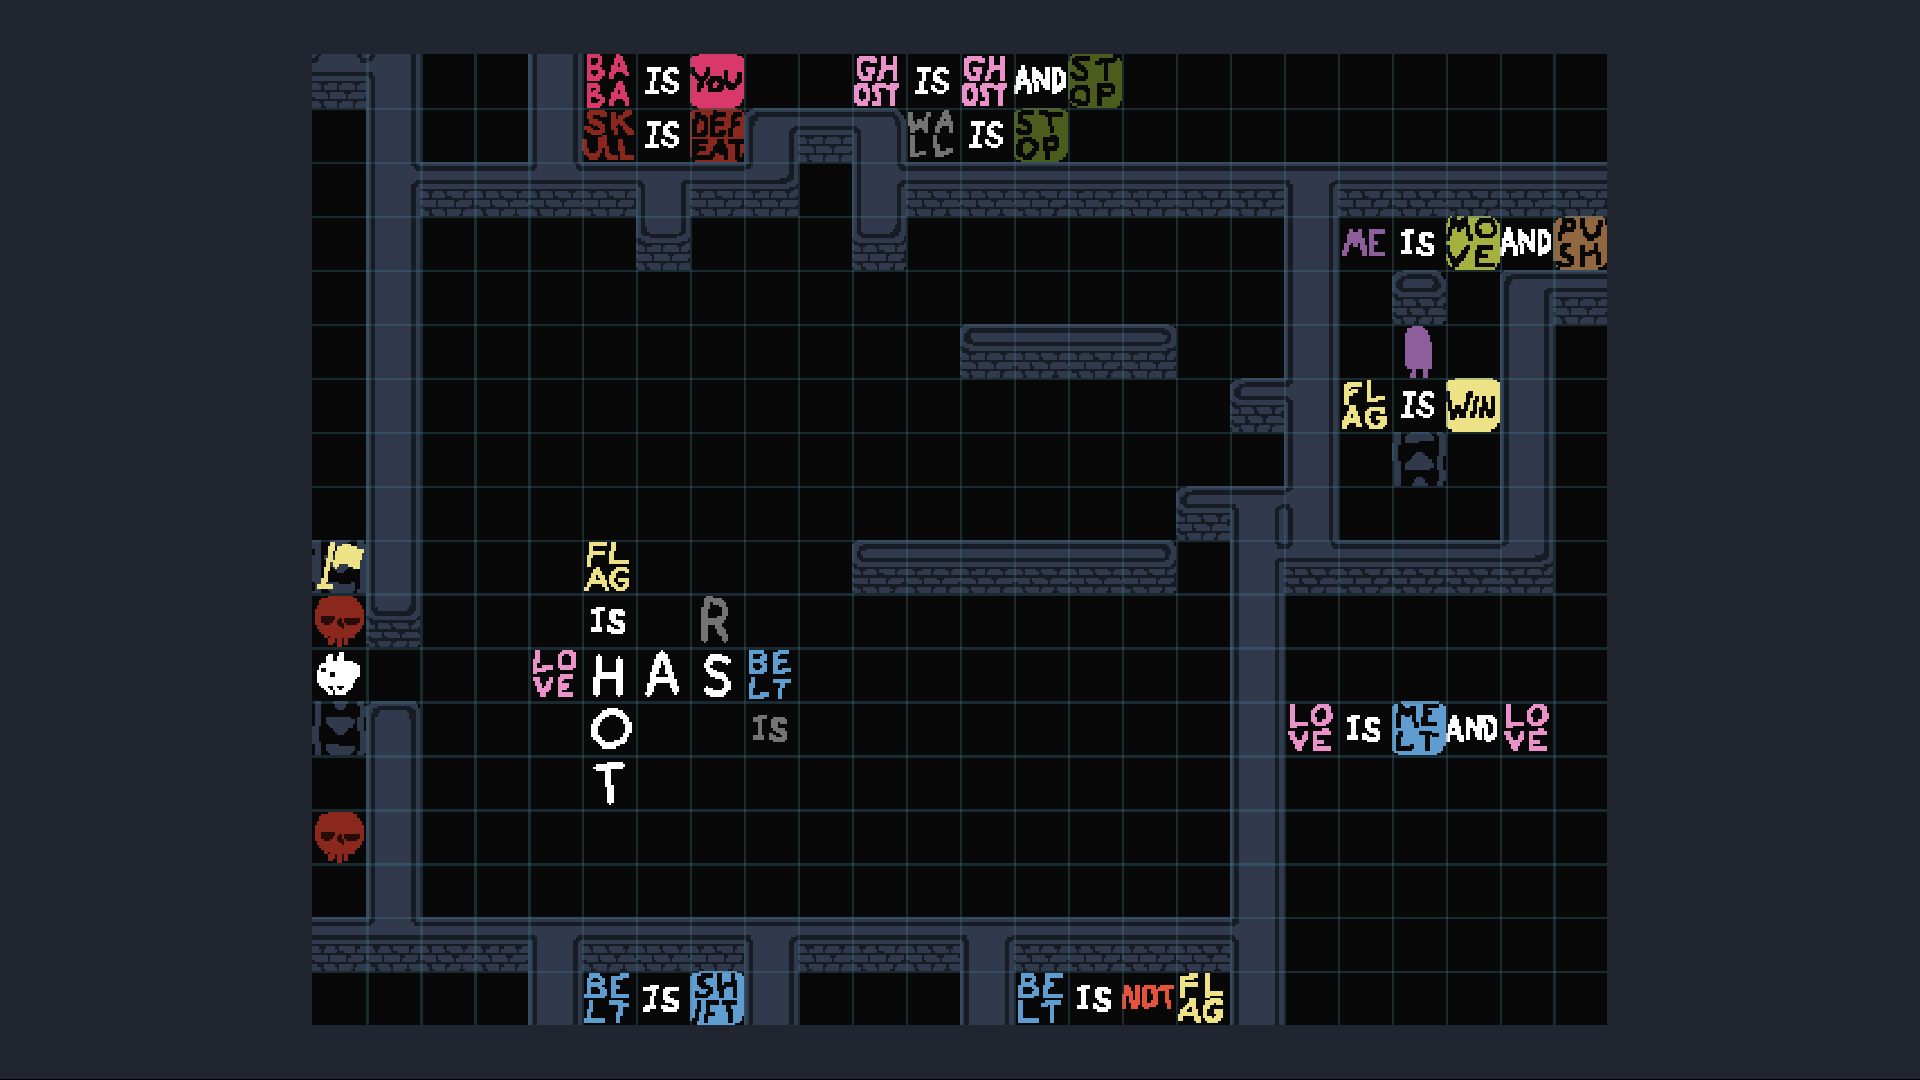 BABA IS YOU GHOST IS GHOST AND STOP
SKULL IS DEFEAT WALL IS STOP
ME IS MOVE AND PUSH
FLAG IS WIN
FLAG
IS R
LOVE H A S BELT
O IS LOVE IS MELT AND LOVE
T
BELT IS SHIFT BELT IS NOT FLAG